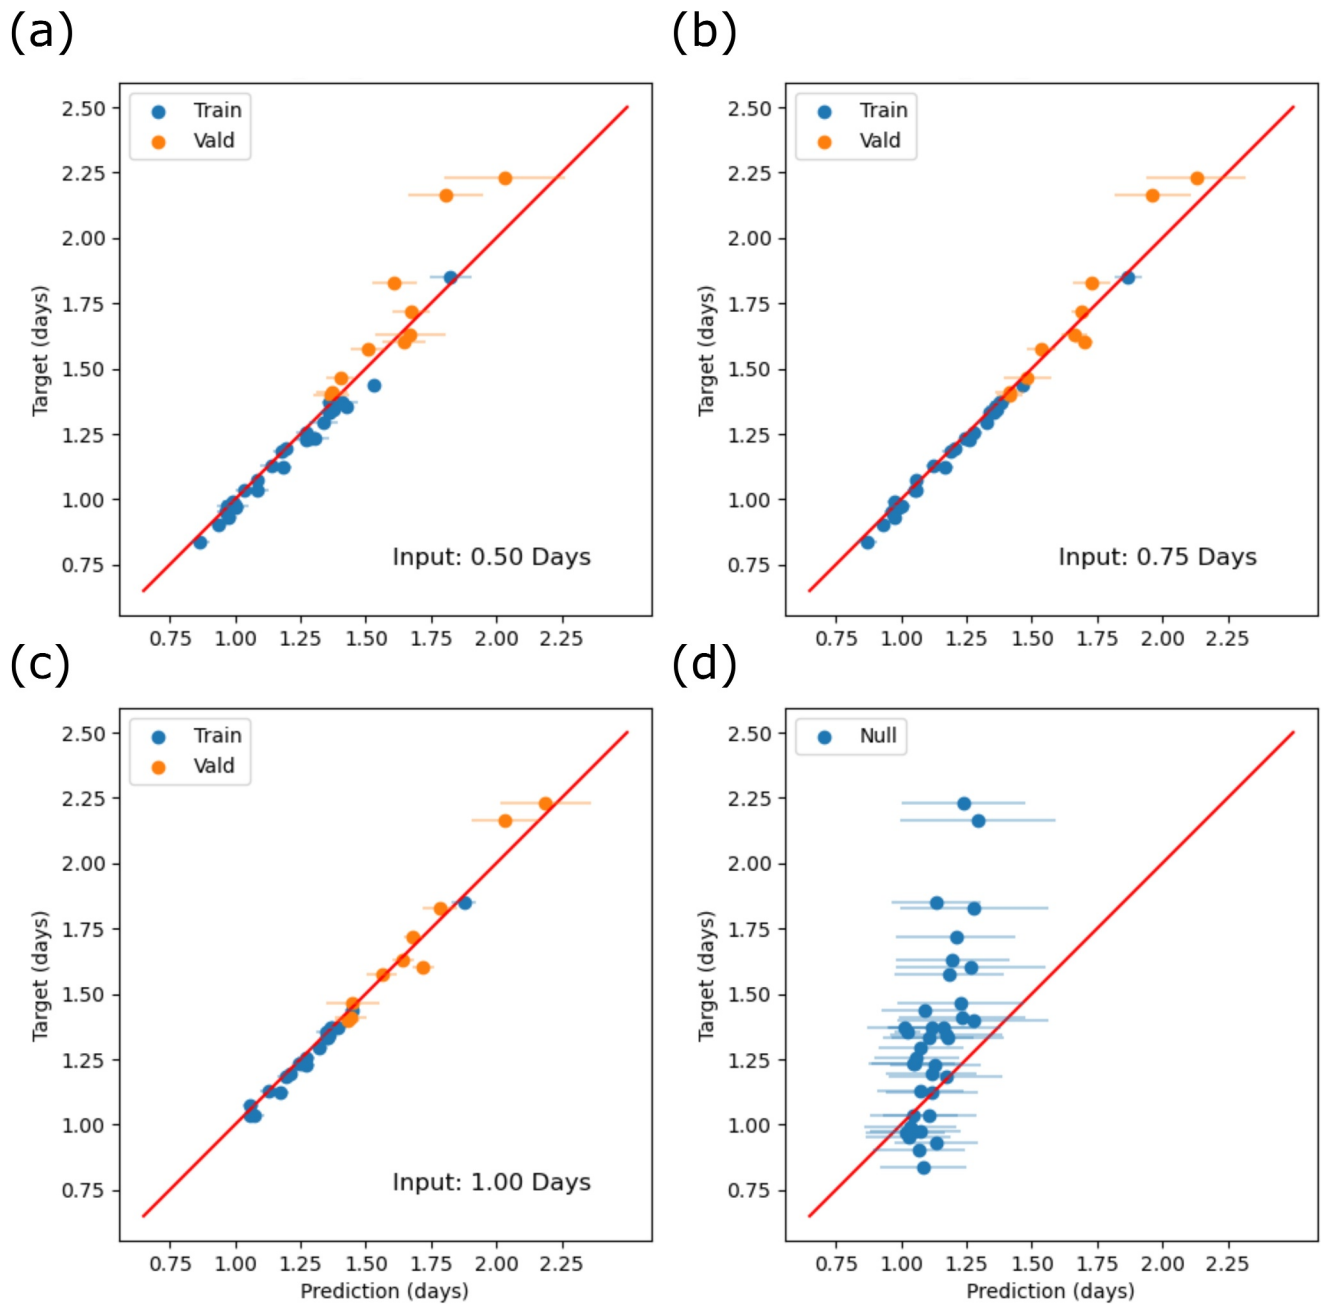 (a)
Train
Vald
2.50
2.25
2.00
1.75
1.50
1.25
1.00
0.75
Target (days)
Input: 0.50 Days
0.75 1.00 1.25 1.50 1.75 2.00 2.25
(b)
Train
Vald
2.50
2.25
2.00
1.75
1.50
1.25
1.00
0.75
Target (days)
Input: 0.75 Days
0.75 1.00 1.25 1.50 1.75 2.00 2.25
(c)
Train
Vald
2.50
2.25
2.00
1.75
1.50
1.25
1.00
0.75
Target (days)
Input: 1.00 Days
0.75 1.00 1.25 1.50 1.75 2.00 2.25
Prediction (days)
(d)
Null
2.50
2.25
2.00
1.75
1.50
1.25
1.00
0.75
Target (days)
0.75 1.00 1.25 1.50 1.75 2.00 2.25
Prediction (days)